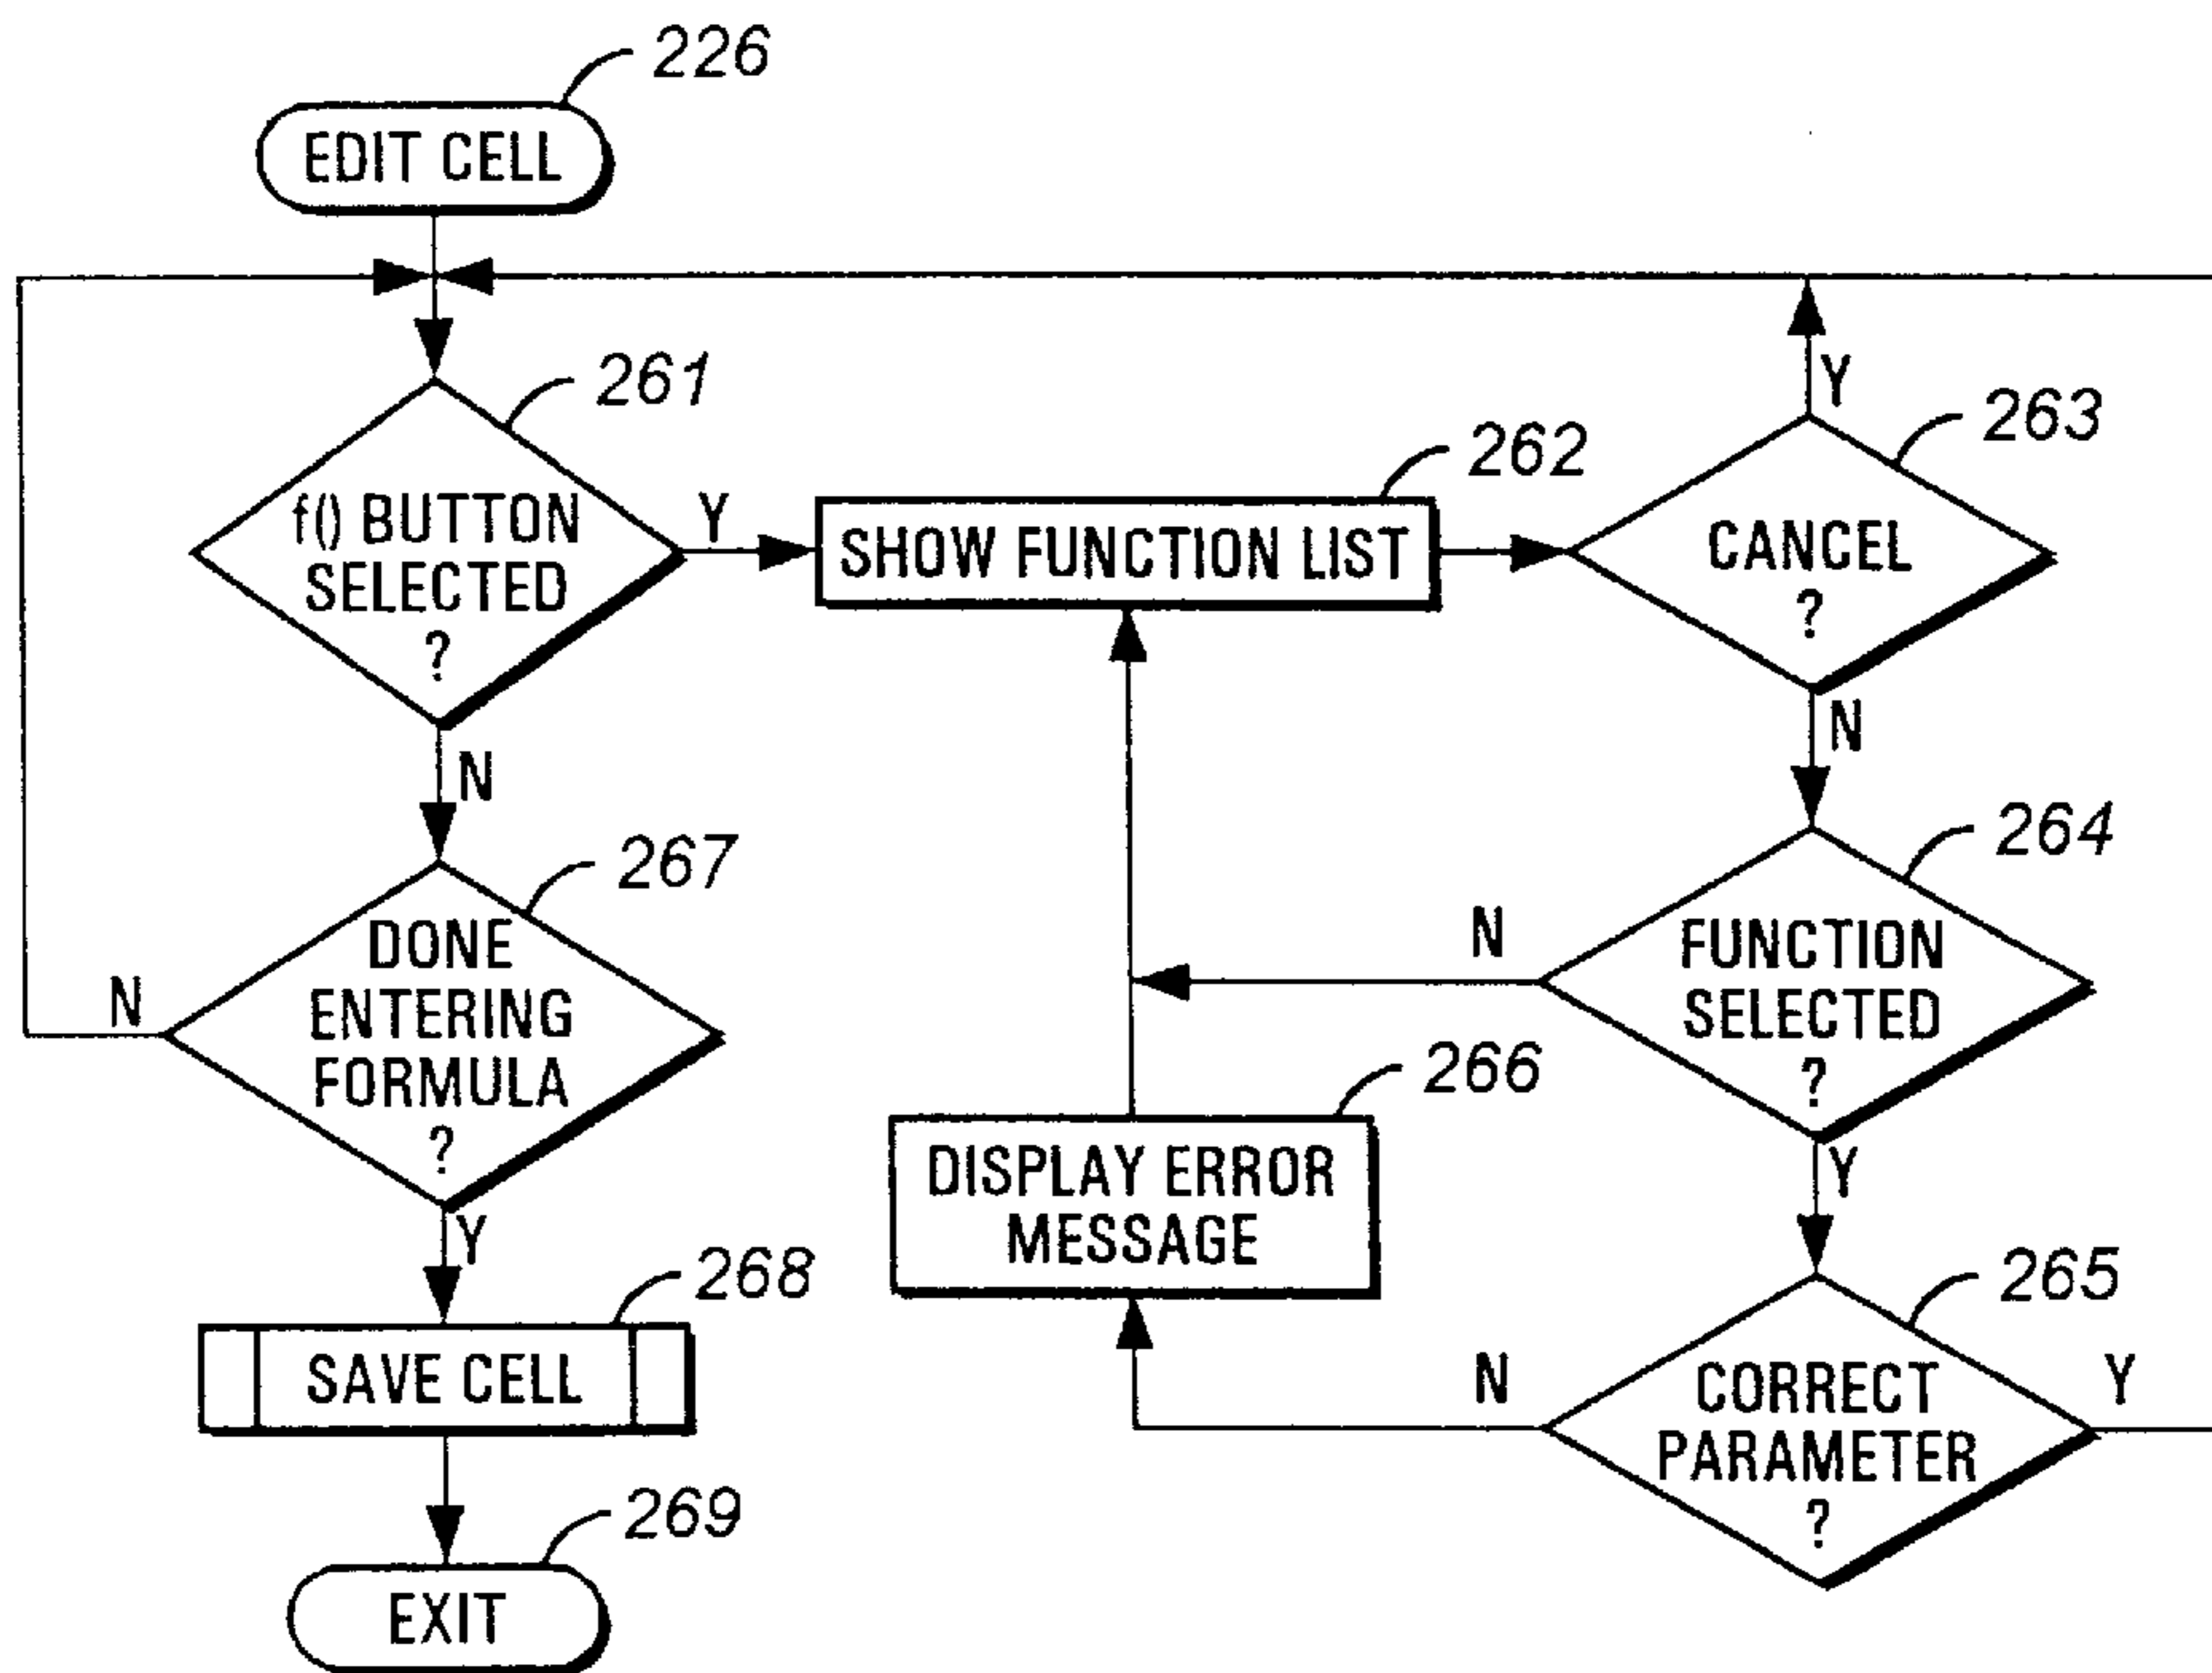 226
EDIT CELL
261
f() BUTTON
SELECTED
?
Y
N
262
SHOW FUNCTION LIST
263
CANCEL
?
Y
N
264
FUNCTION
SELECTED
?
N
Y
265
CORRECT
PARAMETER
?
N
Y
266
DISPLAY ERROR
MESSAGE
267
DONE
ENTERING
FORMULA
?
N
Y
268
SAVE CELL
269
EXIT